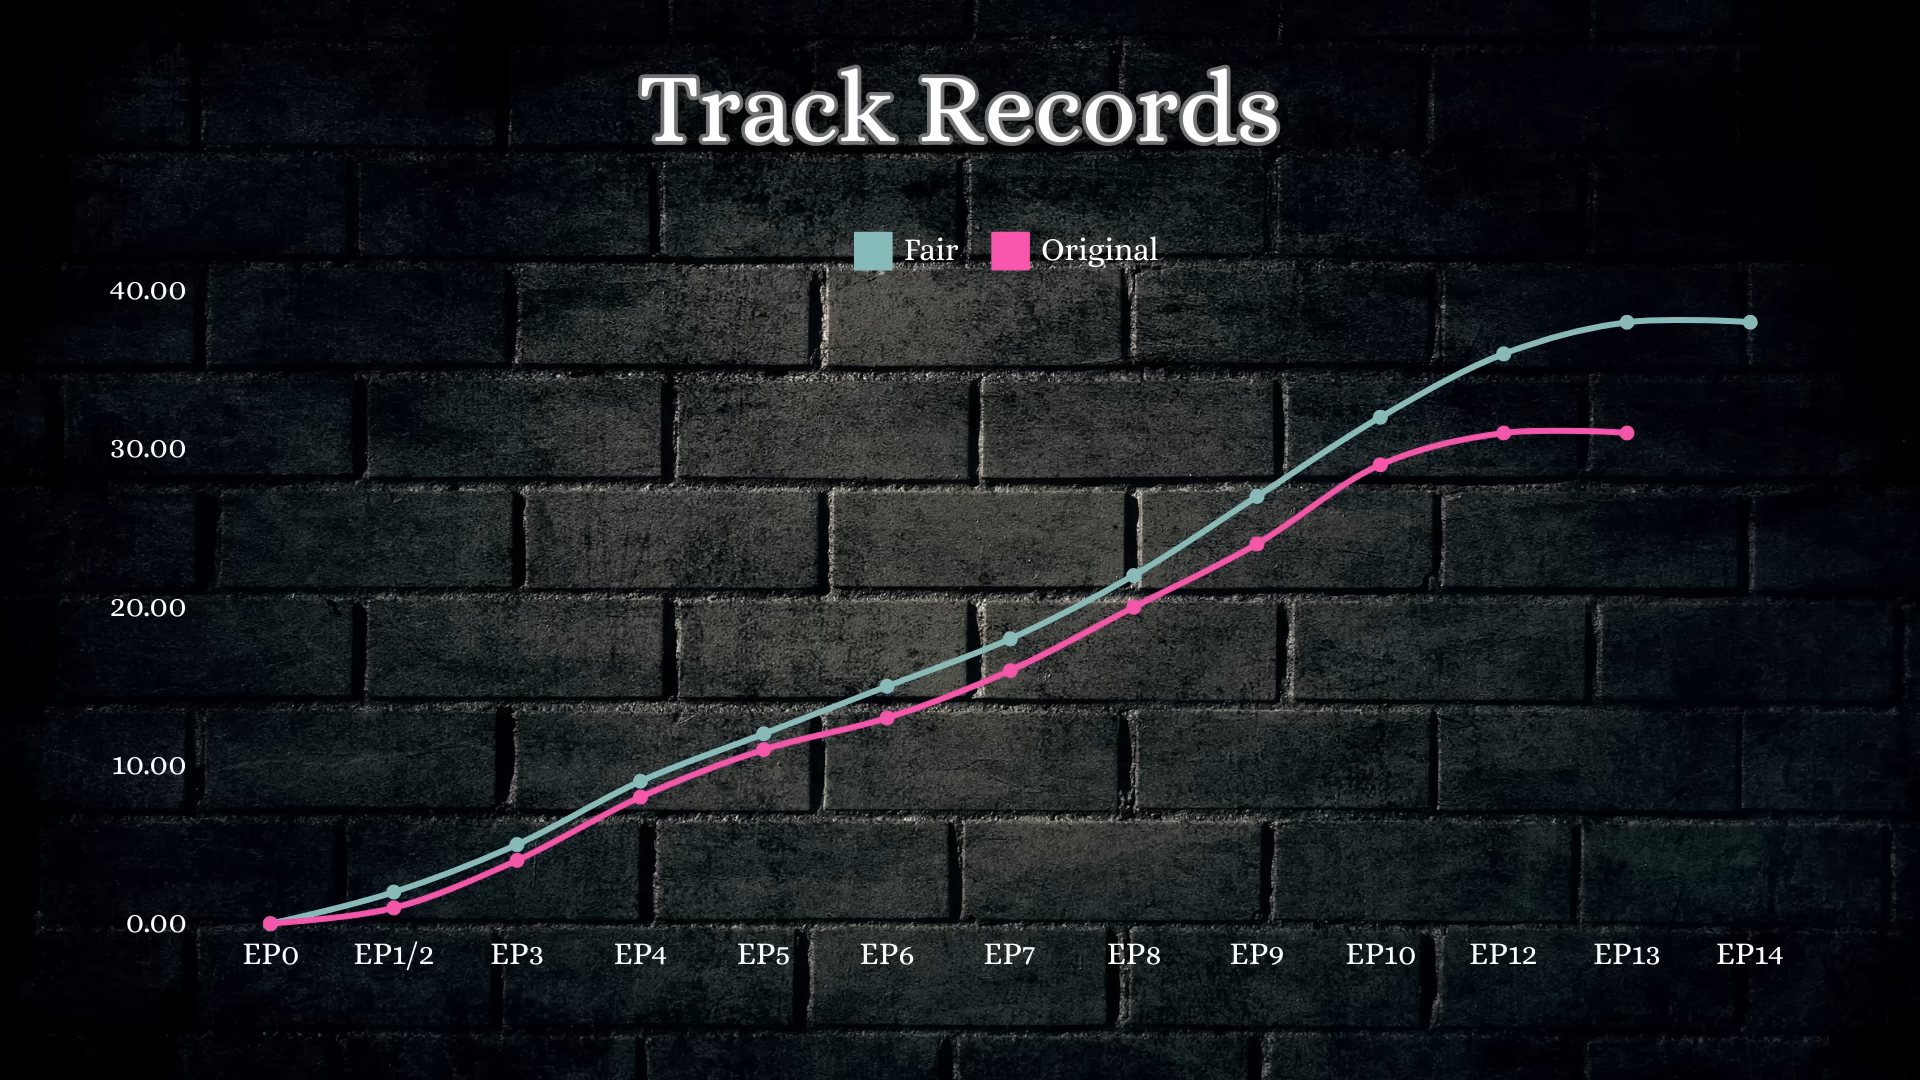 Track Records
Fair Original
40.00
30.00
20.00
10.00
0.00
EP0 EP1/2 EP3 EP4 EP5 EP6 EP7 EP8 EP9 EP10 EP12 EP13 EP14